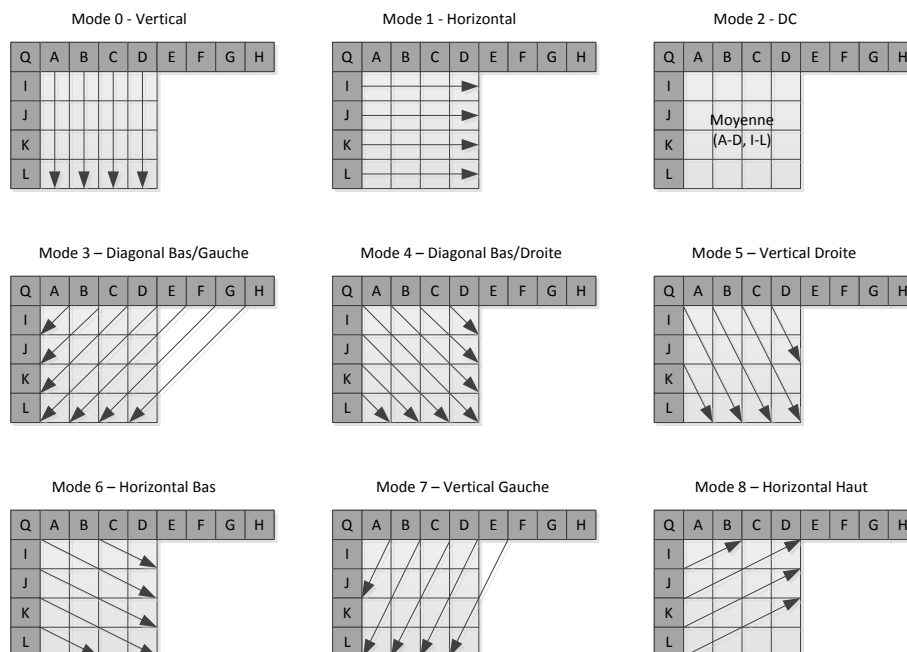 Mode 0 - Vertical
Q A B C D E F G H
I
J
K
L
Mode 1 - Horizontal
Q A B C D E F G H
I
J
K
L
Mode 2 - DC
Q A B C D E F G H
I
J
K
L
Moyenne
(A-D, I-L)
Mode 3 – Diagonal Bas/Gauche
Q A B C D E F G H
I
J
K
L
Mode 4 – Diagonal Bas/Droite
Q A B C D E F G H
I
J
K
L
Mode 5 – Vertical Droite
Q A B C D E F G H
I
J
K
L
Mode 6 – Horizontal Bas
Q A B C D E F G H
I
J
K
L
Mode 7 – Vertical Gauche
Q A B C D E F G H
I
J
K
L
Mode 8 – Horizontal Haut
Q A B C D E F G H
I
J
K
L